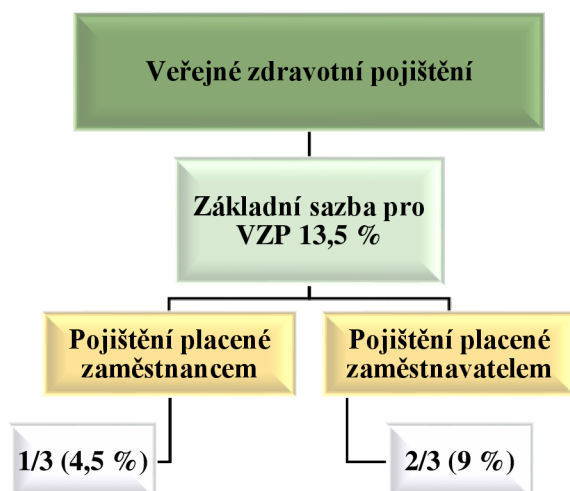 Veřejné zdravotní pojištění
Základní sazba pro
VZP 13,5 %
Pojištění placené
zaměstnancem
Pojištění placené
zaměstnavatelem
1/3 (4,5 %)
2/3 (9 %)